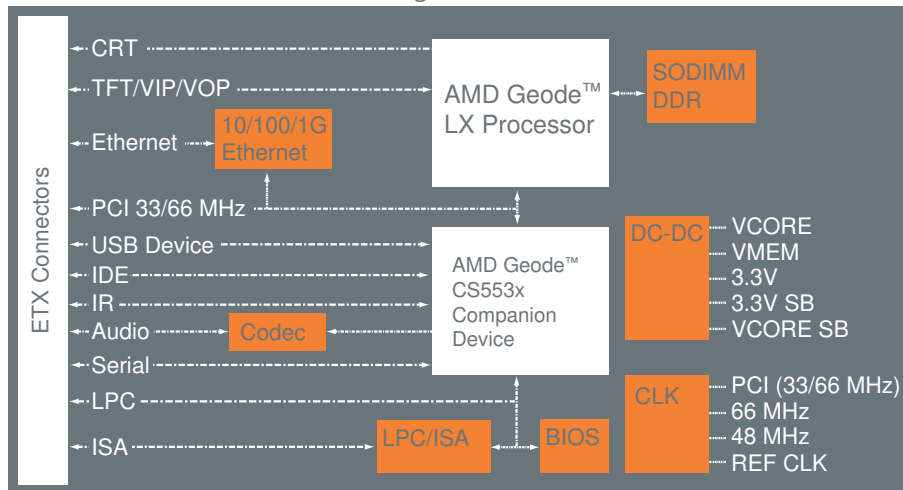 CRT
TFT/VIP/VOP
Ethernet
10/100/1G
Ethernet
PCI 33/66 MHz
USB Device
IDE
IR
Audio
Codec
Serial
LPC
ISA
ETX Connectors
AMD Geode™
LX Processor
SODIMM
DDR
AMD Geode™
CS553x
Companion
Device
LPC/ISA
BIOS
DC-DC
VCORE
VMEM
3.3V
3.3V SB
VCORE SB
CLK
PCI (33/66 MHz)
66 MHz
48 MHz
REF CLK